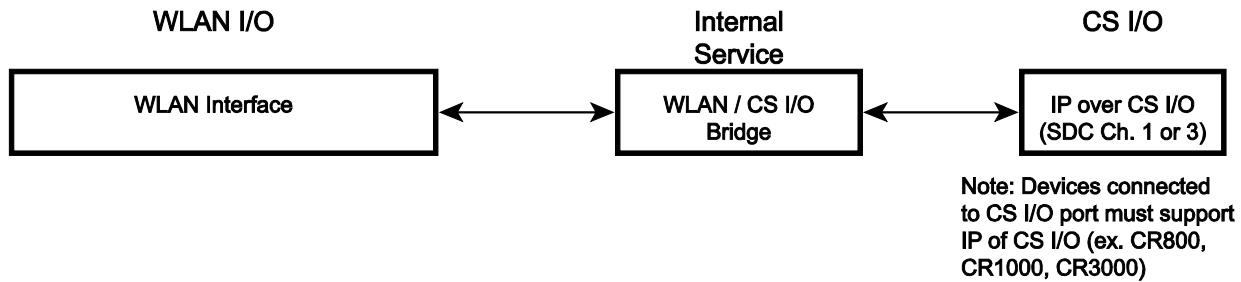 WLAN I/O
Internal
Service
CS I/O
WLAN Interface
WLAN / CS I/O
Bridge
IP over CS I/O
(SDC Ch. 1 or 3)
Note: Devices connected
to CS I/O port must support
IP of CS I/O (ex. CR800,
CR1000, CR3000)